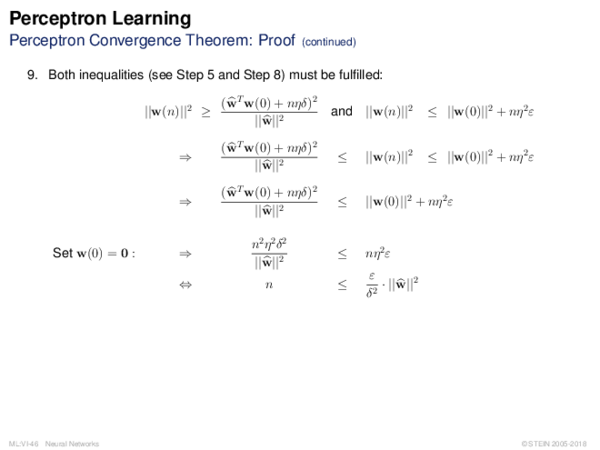 Perceptron Learning
Perceptron Convergence Theorem: Proof (continued)
9. Both inequalities (see Step 5 and Step 8) must be fulfilled:
||w(n)||² ≥ (ŵᵀw(0) + nηδ)² / ||ŵ||² and ||w(n)||² ≤ ||w(0)||² + nη²ε
⇒ (ŵᵀw(0) + nηδ)² / ||ŵ||² ≤ ||w(n)||² ≤ ||w(0)||² + nη²ε
⇒ (ŵᵀw(0) + nηδ)² / ||ŵ||² ≤ ||w(0)||² + nη²ε
Set w(0) = 0 : ⇒ n²η²δ² / ||ŵ||² ≤ nη²ε
⇔ n ≤ ε / δ² · ||ŵ||²
ML:VI-46 Neural Networks © STEIN 2005-2018